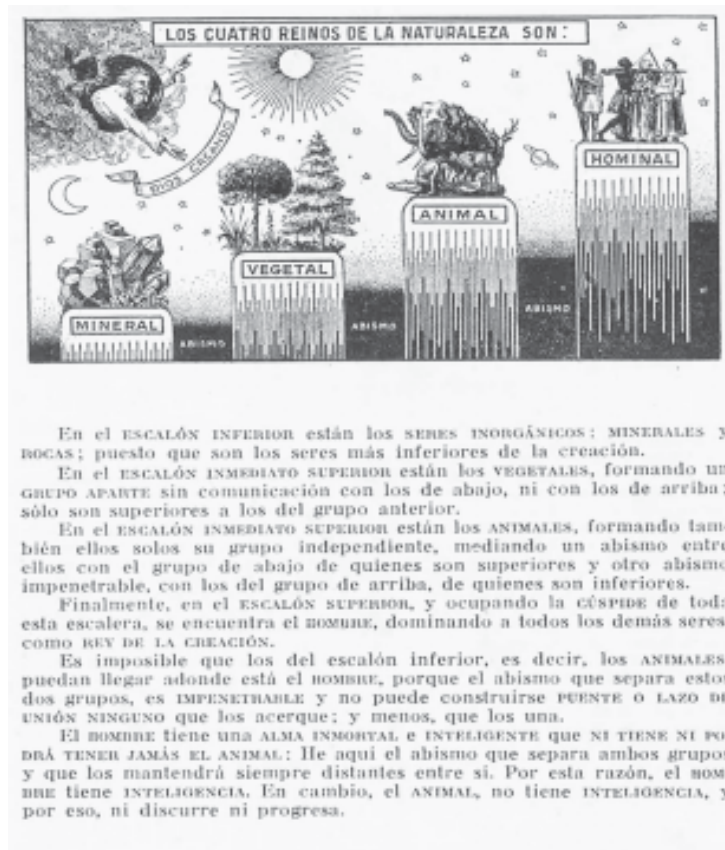 LOS CUATRO REINOS DE LA NATURALEZA SON:
DIOS CREANDO
HOMINAL
ANIMAL
VEGETAL
MINERAL
ABISMO
ABISMO
ABISMO
En el ESCALÓN INFERIOR están los SERES INORGÁNICOS; MINERALES y
ROCAS; puesto que son los seres más inferiores de la creación.
En el ESCALÓN INMEDIATO SUPERIOR están los VEGETALES, formando un
GRUPO APARTE sin comunicación con los de abajo, ni con los de arriba;
sólo son superiores a los del grupo anterior.
En el ESCALÓN INMEDIATO SUPERIOR están los ANIMALES, formando tam
bién ellos solos su grupo independiente, mediando un abismo entre
ellos con el grupo de abajo de quienes son superiores y otro abismo
impenetrable, con los del grupo de arriba, de quienes son inferiores.
Finalmente, en el ESCALÓN SUPERIOR, y ocupando la CÚSPIDE de toda
esta escalera, se encuentra el HOMBRE, dominando a todos los demás seres
como REY DE LA CREACIÓN.
Es imposible que los del escalón inferior, es decir, los ANIMALES
puedan llegar adonde está el HOMBRE, porque el abismo que separa esto
dos grupos, es IMPENETRABLE y no puede construirse PUENTE O LAZO DE
UNIÓN NINGUNO que los acerque; y menos, que los una.
El HOMBRE tiene una ALMA INMORTAL e INTELIGENTE que NI TIENE NI PO
DRÁ TENER JAMÁS EL ANIMAL: He aquí el abismo que separa ambos grupo
y que los mantendrá siempre distantes entre sí. Por esta razón, el HOM
BRE tiene INTELIGENCIA. En cambio, el ANIMAL, no tiene INTELIGENCIA, y
por eso, ni discurre ni progresa.